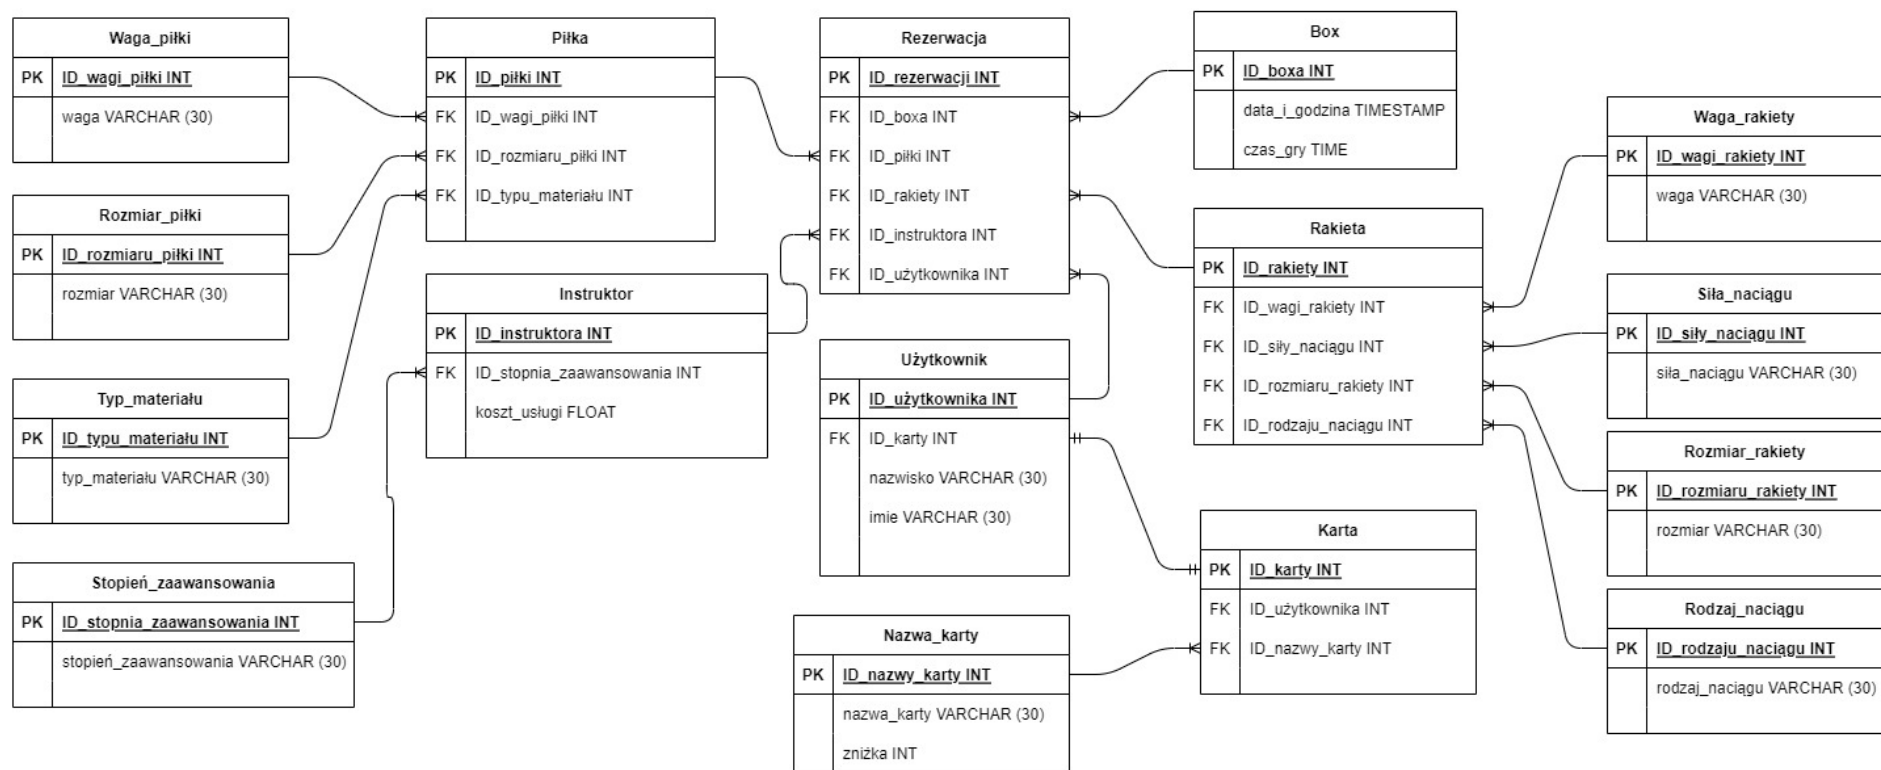 Waga_piłki
PK ID_wagi_piłki INT
waga VARCHAR (30)
Rozmiar_piłki
PK ID_rozmiaru_piłki INT
rozmiar VARCHAR (30)
Typ_materiału
PK ID_typu_materiału INT
typ_materiału VARCHAR (30)
Stopień_zaawansowania
PK ID_stopnia_zaawansowania INT
stopień_zaawansowania VARCHAR (30)
Piłka
PK ID_piłki INT
FK ID_wagi_piłki INT
FK ID_rozmiaru_piłki INT
FK ID_typu_materiału INT
Instruktor
PK ID_instruktora INT
FK ID_stopnia_zaawansowania INT
koszt_usługi FLOAT
Rezerwacja
PK ID_rezerwacji INT
FK ID_boxa INT
FK ID_piłki INT
FK ID_rakiety INT
FK ID_instruktora INT
FK ID_użytkownika INT
Użytkownik
PK ID_użytkownika INT
FK ID_karty INT
nazwisko VARCHAR (30)
imie VARCHAR (30)
Nazwa_karty
PK ID_nazwy_karty INT
nazwa_karty VARCHAR (30)
zniżka INT
Box
PK ID_boxa INT
data_i_godzina TIMESTAMP
czas_gry TIME
Rakieta
PK ID_rakiety INT
FK ID_wagi_rakiety INT
FK ID_siły_naciągu INT
FK ID_rozmiaru_rakiety INT
FK ID_rodzaju_naciągu INT
Karta
PK ID_karty INT
FK ID_użytkownika INT
FK ID_nazwy_karty INT
Waga_rakiety
PK ID_wagi_rakiety INT
waga VARCHAR (30)
Siła_naciągu
PK ID_siły_naciągu INT
siła_naciągu VARCHAR (30)
Rozmiar_rakiety
PK ID_rozmiaru_rakiety INT
rozmiar VARCHAR (30)
Rodzaj_naciągu
PK ID_rodzaju_naciągu INT
rodzaj_naciągu VARCHAR (30)